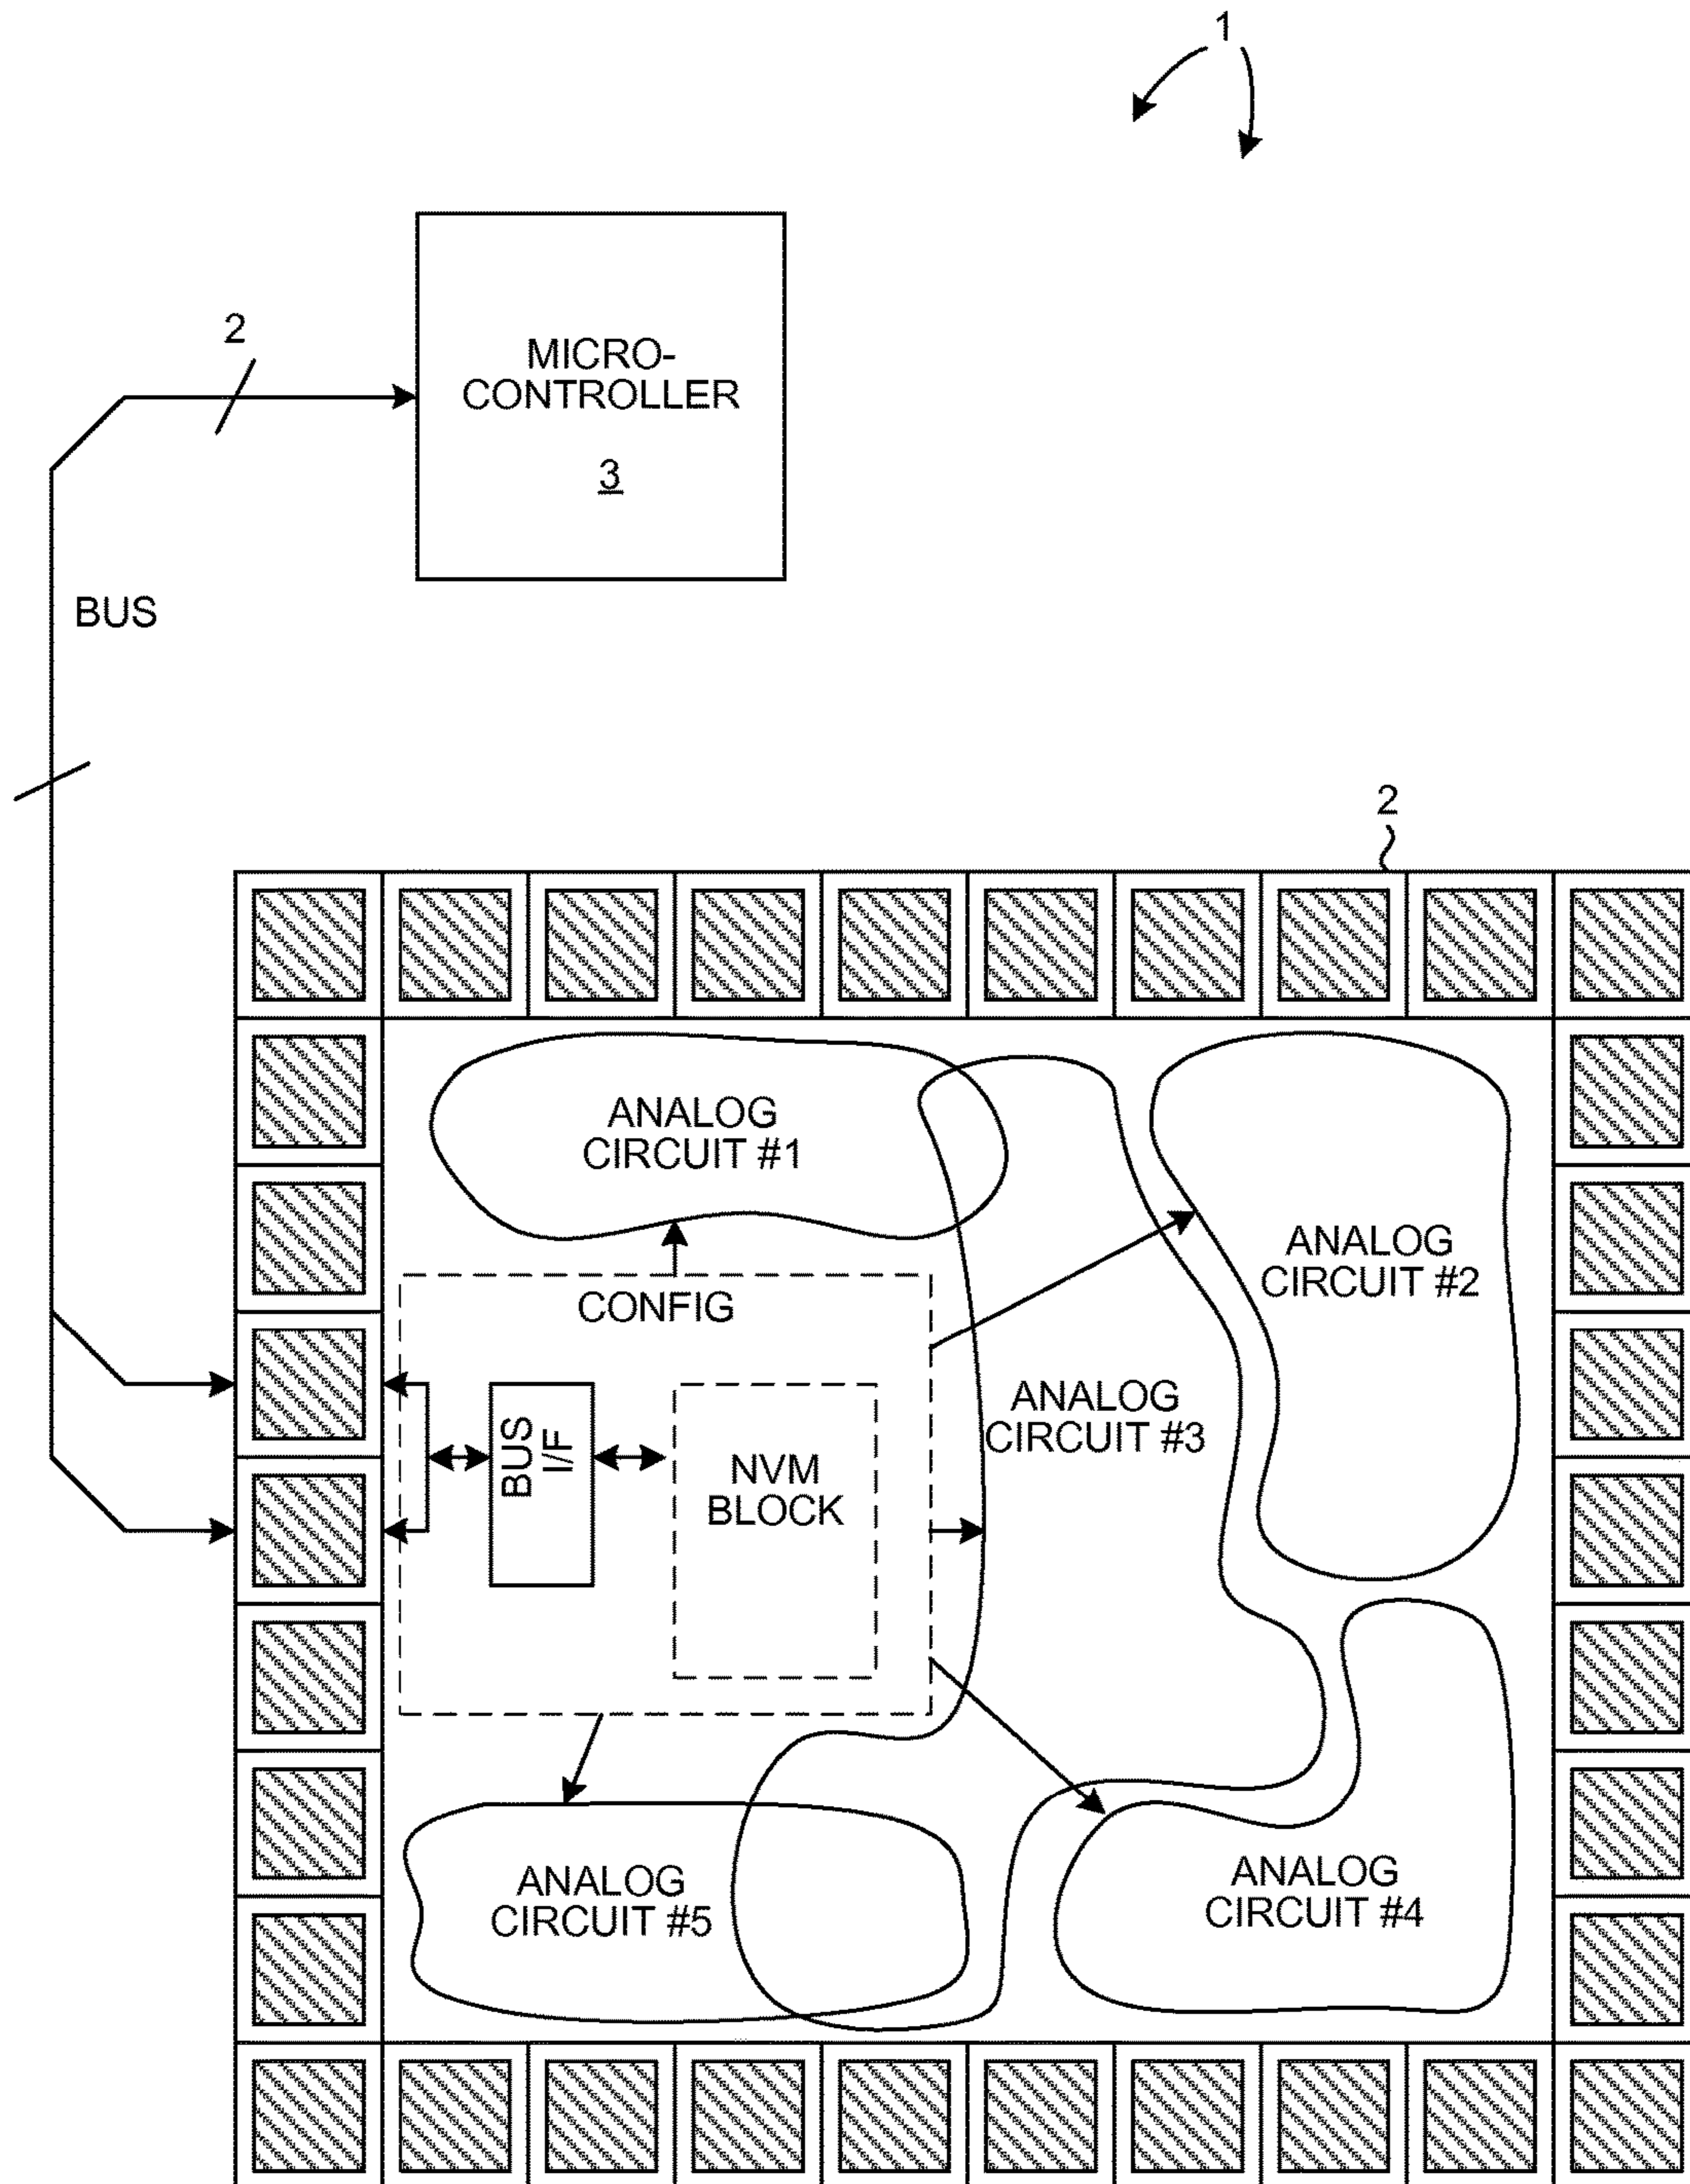 1
2
MICRO-
CONTROLLER
3
BUS
2
ANALOG
CIRCUIT #1
ANALOG
CIRCUIT #2
CONFIG
ANALOG
CIRCUIT #3
BUS
I/F
NVM
BLOCK
ANALOG
CIRCUIT #5
ANALOG
CIRCUIT #4